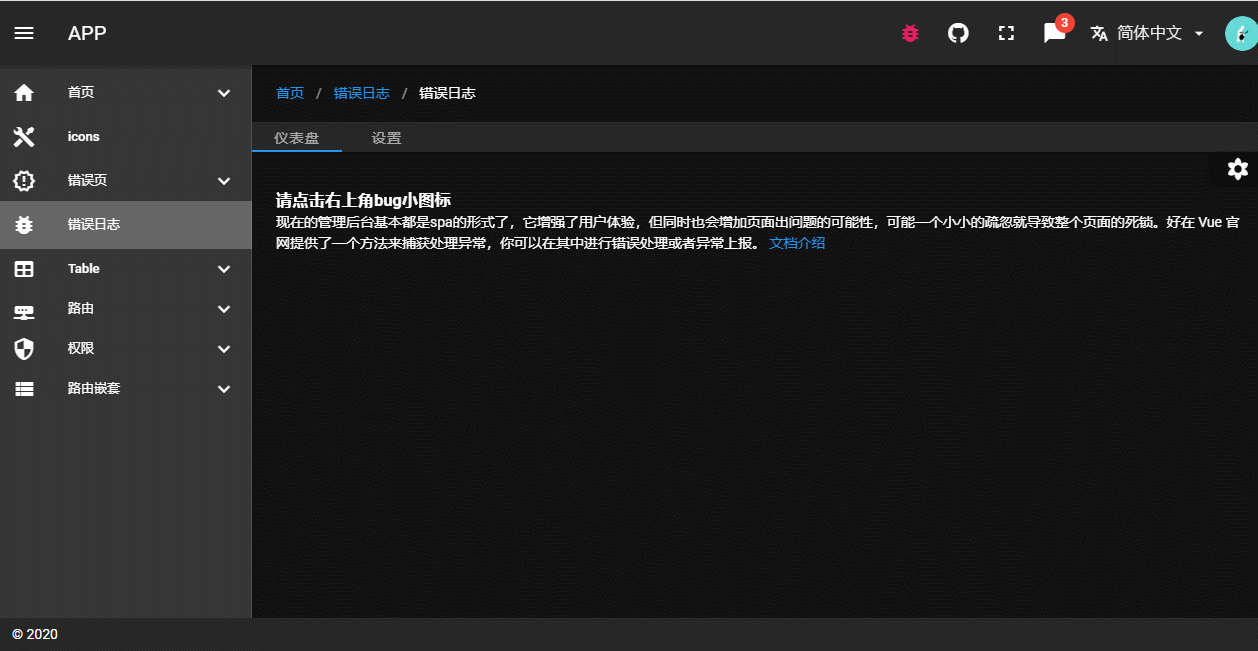 APP
3
简体中文
首页
icons
错误页
错误日志
Table
路由
权限
路由嵌套
首页 / 错误日志 / 错误日志
仪表盘 设置
请点击右上角bug小图标
现在的管理后台基本都是spa的形式了，它增强了用户体验，但同时也会增加页面出问题的可能性，可能一个小小的疏忽就导致整个页面的死锁。好在 Vue 官
网提供了一个方法来捕获处理异常，你可以在其中进行错误处理或者异常上报。 文档介绍
© 2020